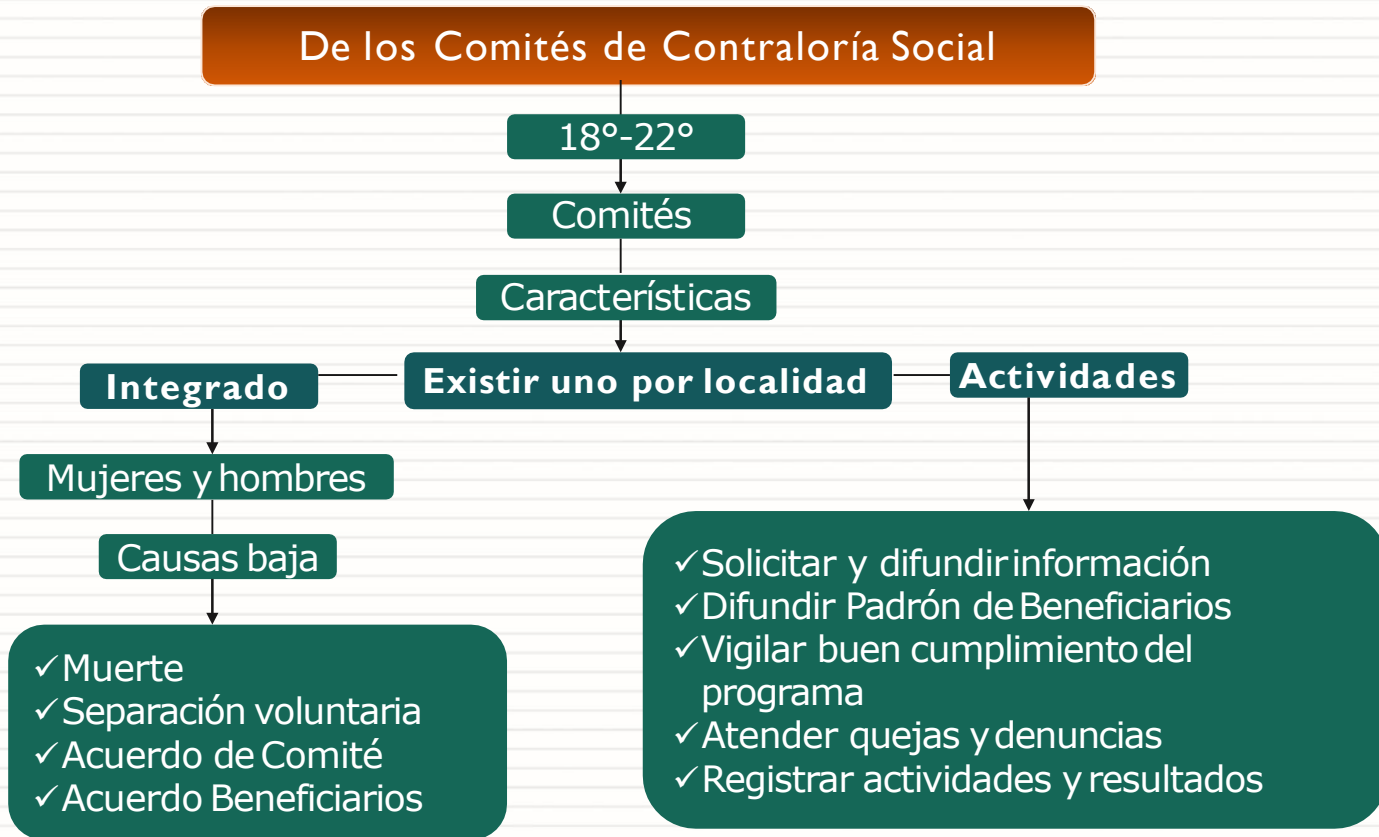 De los Comités de Contraloría Social
18°-22°
Comités
Características
Integrado
Existir uno por localidad
Actividades
Mujeres y hombres
Causas baja
✓Muerte
✓Separación voluntaria
✓Acuerdo de Comité
✓Acuerdo Beneficiarios
✓Solicitar y difundir información
✓Difundir Padrón de Beneficiarios
✓Vigilar buen cumplimiento del
programa
✓Atender quejas y denuncias
✓Registrar actividades y resultados